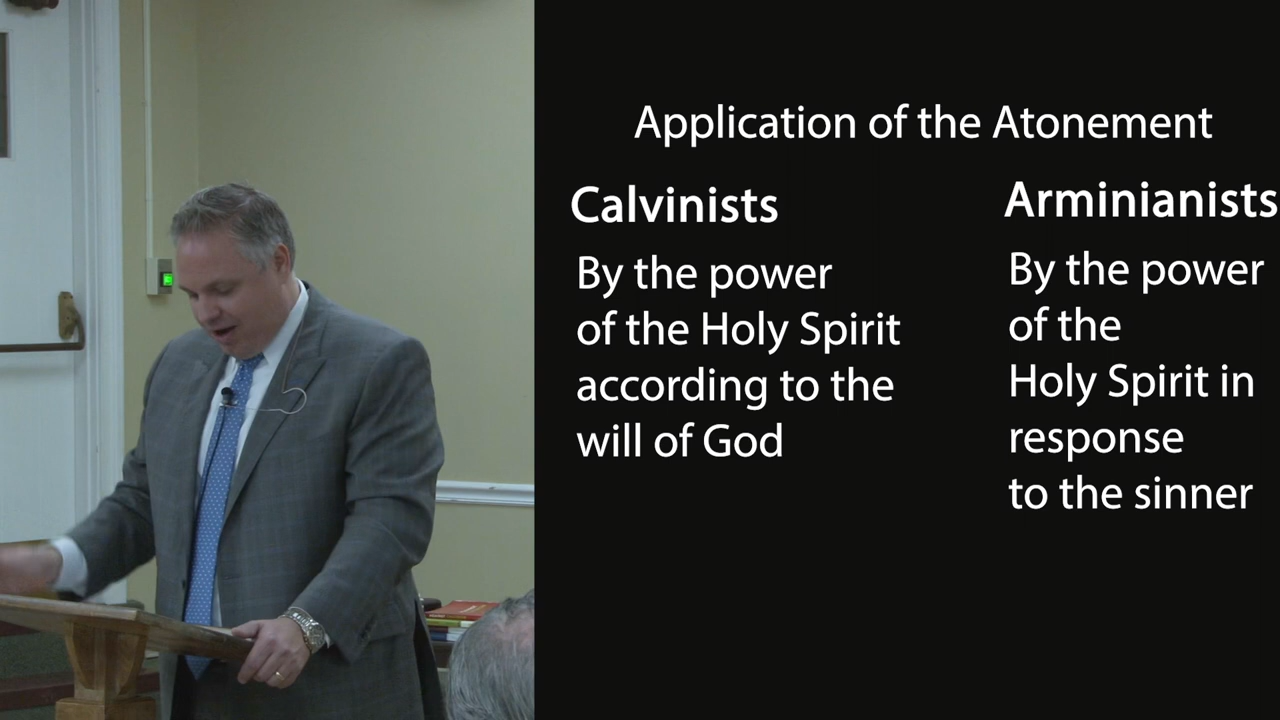 Application of the Atonement
Calvinists
By the power
of the Holy Spirit
according to the
will of God
Arminianists
By the power
of the
Holy Spirit in
response
to the sinner